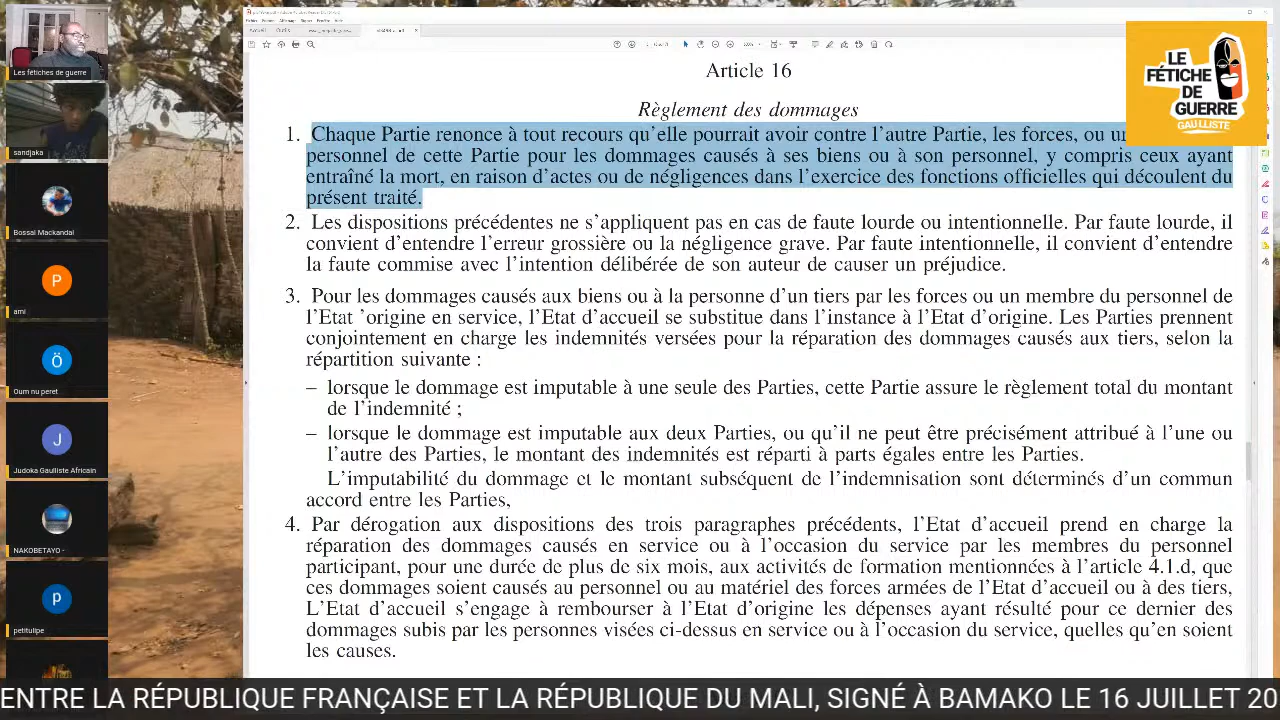 Les fétiches de guerre
sandjaka
Bossal Mackandal
P
ami
Ö
Oum nu peret
J
Judoka Gaulliste Africain
NAKOBETAYO -
p
petitulipe
Accueil
LE
FÉTICHE
DE
GUERRE
GAULLISTE
Article 16
Règlement des dommages
1. Chaque Partie renonce à tout recours qu'elle pourrait avoir contre l'autre Partie, les forces, ou un
personnel de cette Partie pour les dommages causés à ses biens ou à son personnel, y compris ceux ayant
entraîné la mort, en raison d'actes ou de négligences dans l'exercice des fonctions officielles qui découlent du
présent traité.
2. Les dispositions précédentes ne s'appliquent pas en cas de faute lourde ou intentionnelle. Par faute lourde, il
convient d'entendre l'erreur grossière ou la négligence grave. Par faute intentionnelle, il convient d'entendre
la faute commise avec l'intention délibérée de son auteur de causer un préjudice.
3. Pour les dommages causés aux biens ou à la personne d'un tiers par les forces ou un membre du personnel de
l'Etat 'origine en service, l'Etat d'accueil se substitue dans l'instance à l'Etat d'origine. Les Parties prennent
conjointement en charge les indemnités versées pour la réparation des dommages causés aux tiers, selon la
répartition suivante :
– lorsque le dommage est imputable à une seule des Parties, cette Partie assure le règlement total du montant
de l'indemnité ;
– lorsque le dommage est imputable aux deux Parties, ou qu'il ne peut être précisément attribué à l'une ou
l'autre des Parties, le montant des indemnités est réparti à parts égales entre les Parties.
L'imputabilité du dommage et le montant subséquent de l'indemnisation sont déterminés d'un commun
accord entre les Parties,
4. Par dérogation aux dispositions des trois paragraphes précédents, l'Etat d'accueil prend en charge la
réparation des dommages causés en service ou à l'occasion du service par les membres du personnel
participant, pour une durée de plus de six mois, aux activités de formation mentionnées à l'article 4.1.d, que
ces dommages soient causés au personnel ou au matériel des forces armées de l'Etat d'accueil ou à des tiers,
L'Etat d'accueil s'engage à rembourser à l'Etat d'origine les dépenses ayant résulté pour ce dernier des
dommages subis par les personnes visées ci-dessus en service ou à l'occasion du service, quelles qu'en soient
les causes.
ENTRE LA RÉPUBLIQUE FRANÇAISE ET LA RÉPUBLIQUE DU MALI, SIGNÉ À BAMAKO LE 16 JUILLET 20